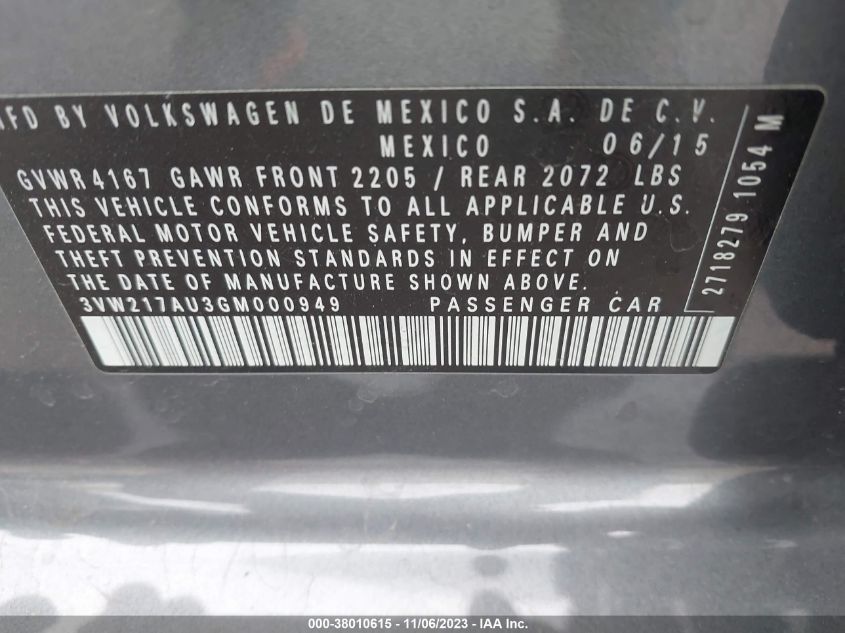 MFD BY VOLKSWAGEN DE MEXICO S.A. DE C.V.
MEXICO 06/15
GVWR 4167 GAWR FRONT 2205 / REAR 2072 LBS
THIS VEHICLE CONFORMS TO ALL APPLICABLE U.S.
FEDERAL MOTOR VEHICLE SAFETY, BUMPER AND
THEFT PREVENTION STANDARDS IN EFFECT ON
THE DATE OF MANUFACTURE SHOWN ABOVE.
3VW217AU3GM000949 PASSENGER CAR
2718279 1054 M
000-38010615 - 11/06/2023 - IAA Inc.